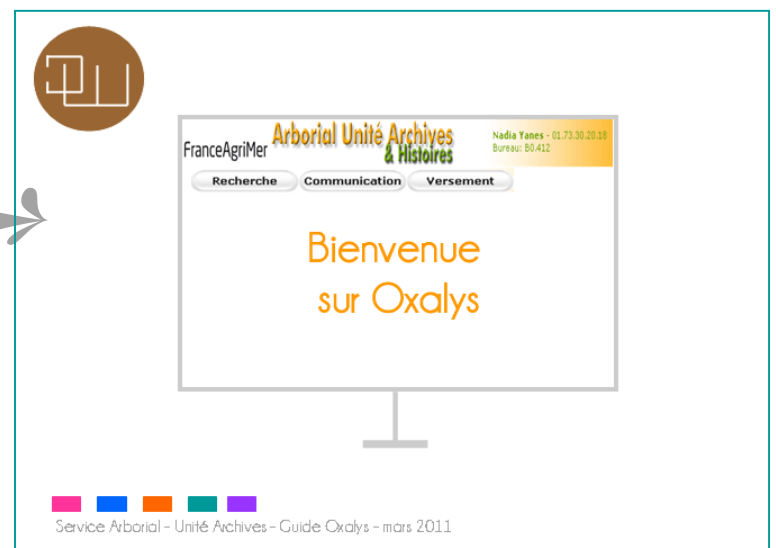 FranceAgriMer Arborial Unité Archives
& Histoires
Nadia Yanes - 01.73.30.20.18
Bureau: B0.412
Recherche Communication Versement
Bienvenue
sur Oxalys
Service Arborial - Unité Archives - Guide Oxalys - mars 2011